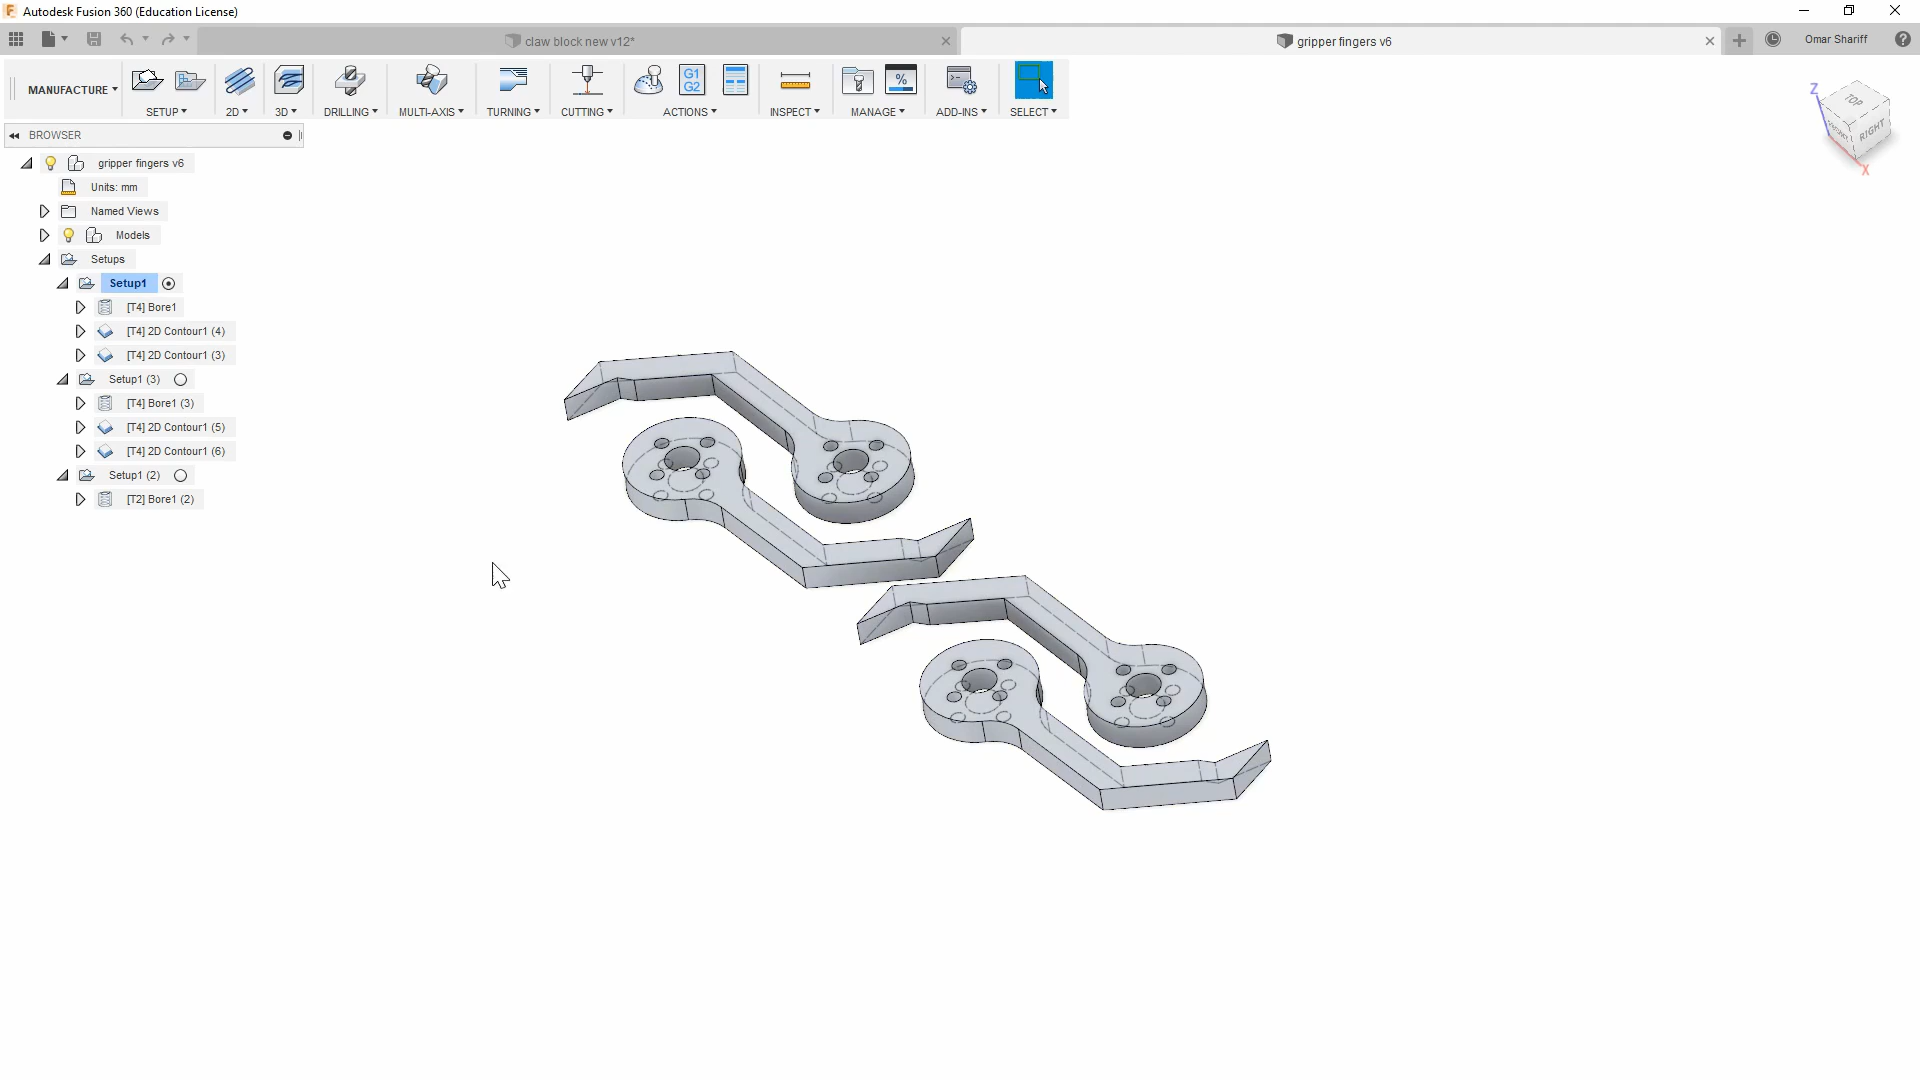 Autodesk Fusion 360 (Education License)
claw block new v12*
gripper fingers v6
Omar Shariff
MANUFACTURE
G1
G2
%
SETUP
2D
3D
DRILLING
MULTI-AXIS
TURNING
CUTTING
ACTIONS
INSPECT
MANAGE
ADD-INS
SELECT
BROWSER
gripper fingers v6
Units: mm
Named Views
Models
Setups
Setup1
[T4] Bore1
[T4] 2D Contour1 (4)
[T4] 2D Contour1 (3)
Setup1 (3)
[T4] Bore1 (3)
[T4] 2D Contour1 (5)
[T4] 2D Contour1 (6)
Setup1 (2)
[T2] Bore1 (2)
Z
TOP
RIGHT
X